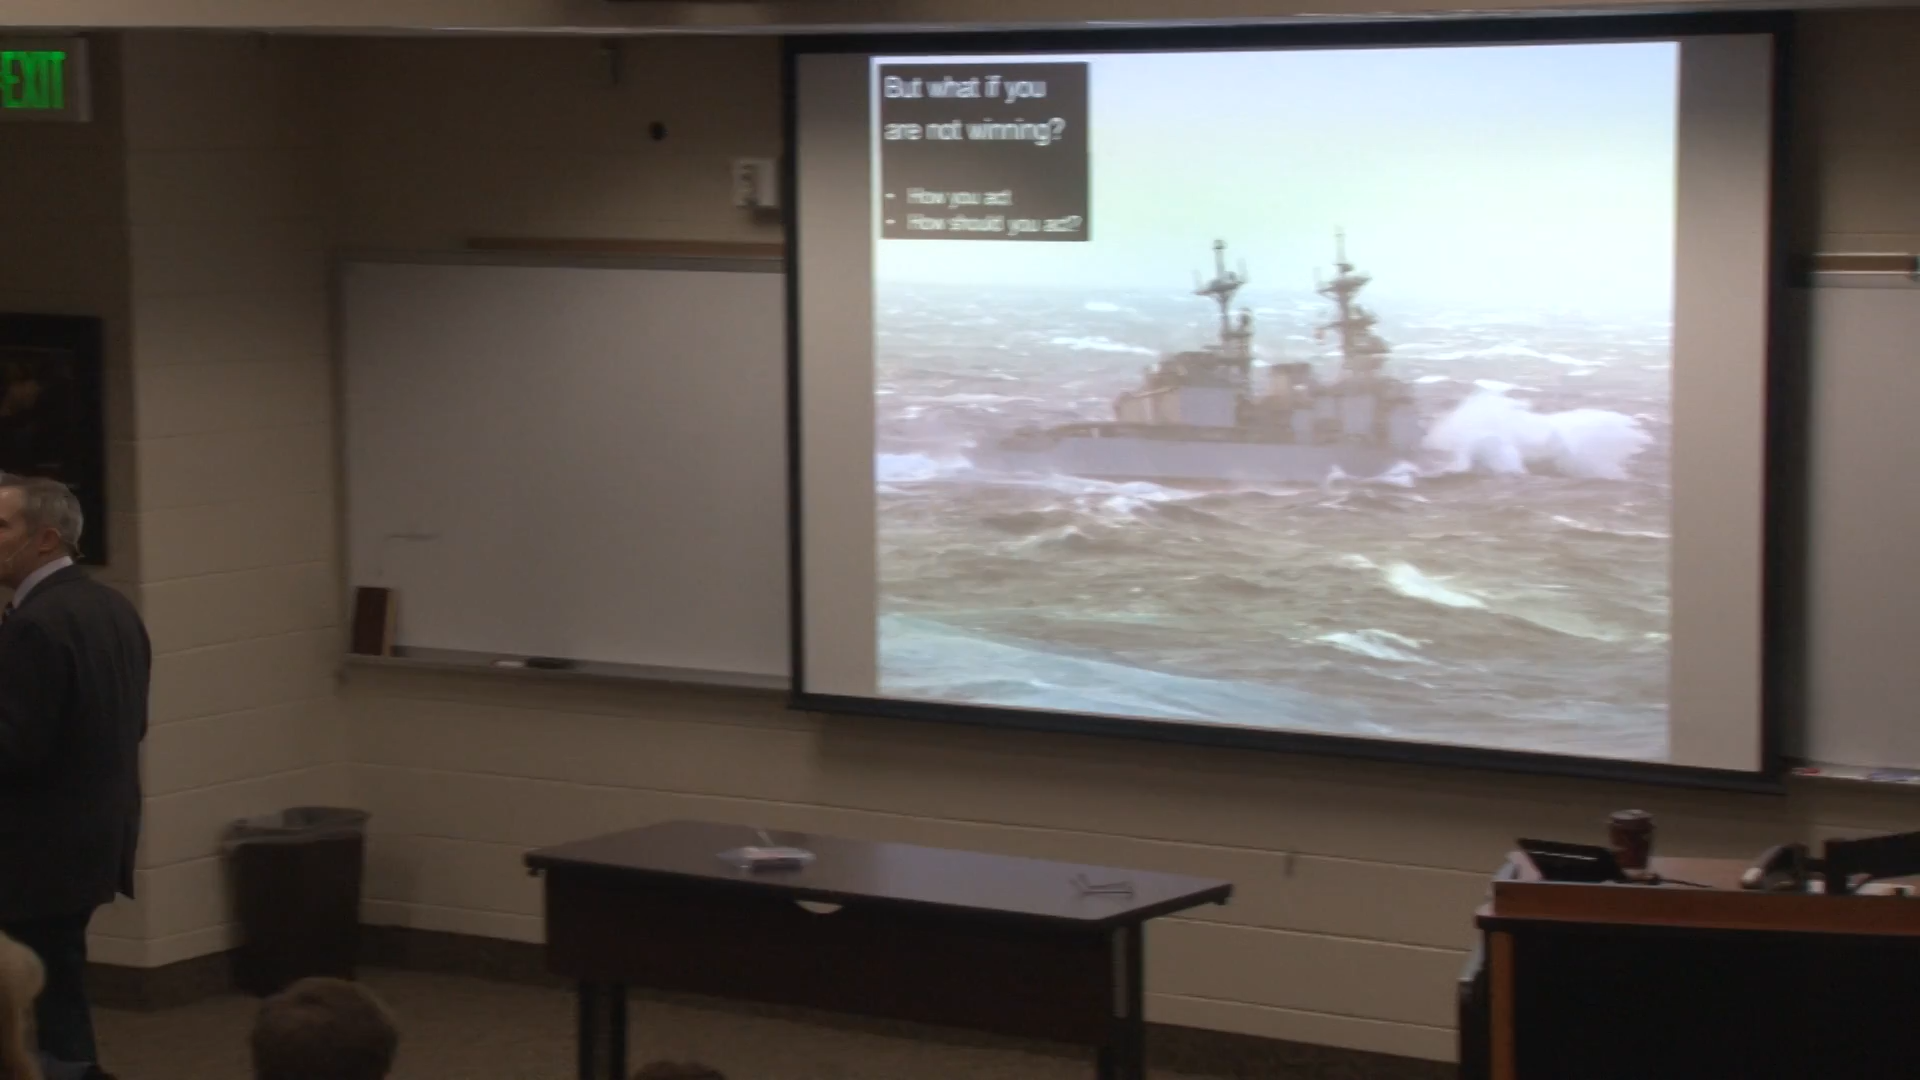 EXIT
But what if you
are not winning?
- How you act
- How should you act?